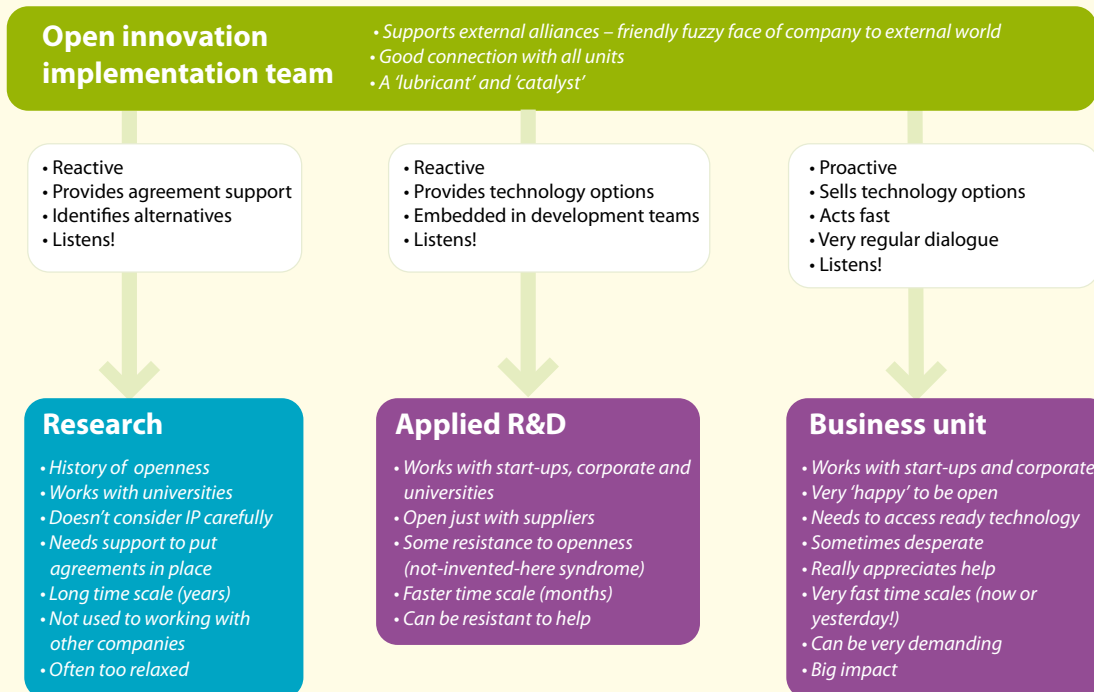 Open innovation
implementation team
• Supports external alliances – friendly fuzzy face of company to external world
• Good connection with all units
• A ‘lubricant’ and ‘catalyst’
• Reactive
• Provides agreement support
• Identifies alternatives
• Listens!
• Reactive
• Provides technology options
• Embedded in development teams
• Listens!
• Proactive
• Sells technology options
• Acts fast
• Very regular dialogue
• Listens!
Research
• History of openness
• Works with universities
• Doesn’t consider IP carefully
• Needs support to put
agreements in place
• Long time scale (years)
• Not used to working with
other companies
• Often too relaxed
Applied R&D
• Works with start-ups, corporate and
universities
• Open just with suppliers
• Some resistance to openness
(not-invented-here syndrome)
• Faster time scale (months)
• Can be resistant to help
Business unit
• Works with start-ups and corporate
• Very ‘happy’ to be open
• Needs to access ready technology
• Sometimes desperate
• Really appreciates help
• Very fast time scales (now or
yesterday!)
• Can be very demanding
• Big impact